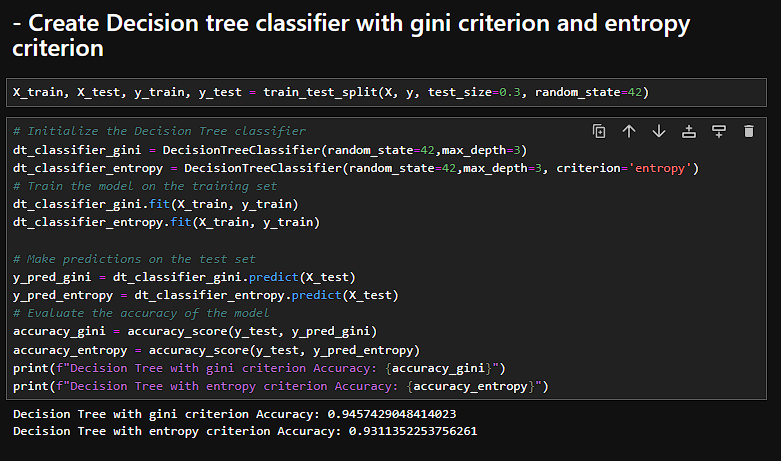 - Create Decision tree classifier with gini criterion and entropy
criterion
X_train, X_test, y_train, y_test = train_test_split(X, y, test_size=0.3, random_state=42)
# Initialize the Decision Tree classifier
dt_classifier_gini = DecisionTreeClassifier(random_state=42,max_depth=3)
dt_classifier_entropy = DecisionTreeClassifier(random_state=42,max_depth=3, criterion='entropy')
# Train the model on the training set
dt_classifier_gini.fit(X_train, y_train)
dt_classifier_entropy.fit(X_train, y_train)
# Make predictions on the test set
y_pred_gini = dt_classifier_gini.predict(X_test)
y_pred_entropy = dt_classifier_entropy.predict(X_test)
# Evaluate the accuracy of the model
accuracy_gini = accuracy_score(y_test, y_pred_gini)
accuracy_entropy = accuracy_score(y_test, y_pred_entropy)
print(f"Decision Tree with gini criterion Accuracy: {accuracy_gini}")
print(f"Decision Tree with entropy criterion Accuracy: {accuracy_entropy}")
Decision Tree with gini criterion Accuracy: 0.9457429048414023
Decision Tree with entropy criterion Accuracy: 0.9311352253756261